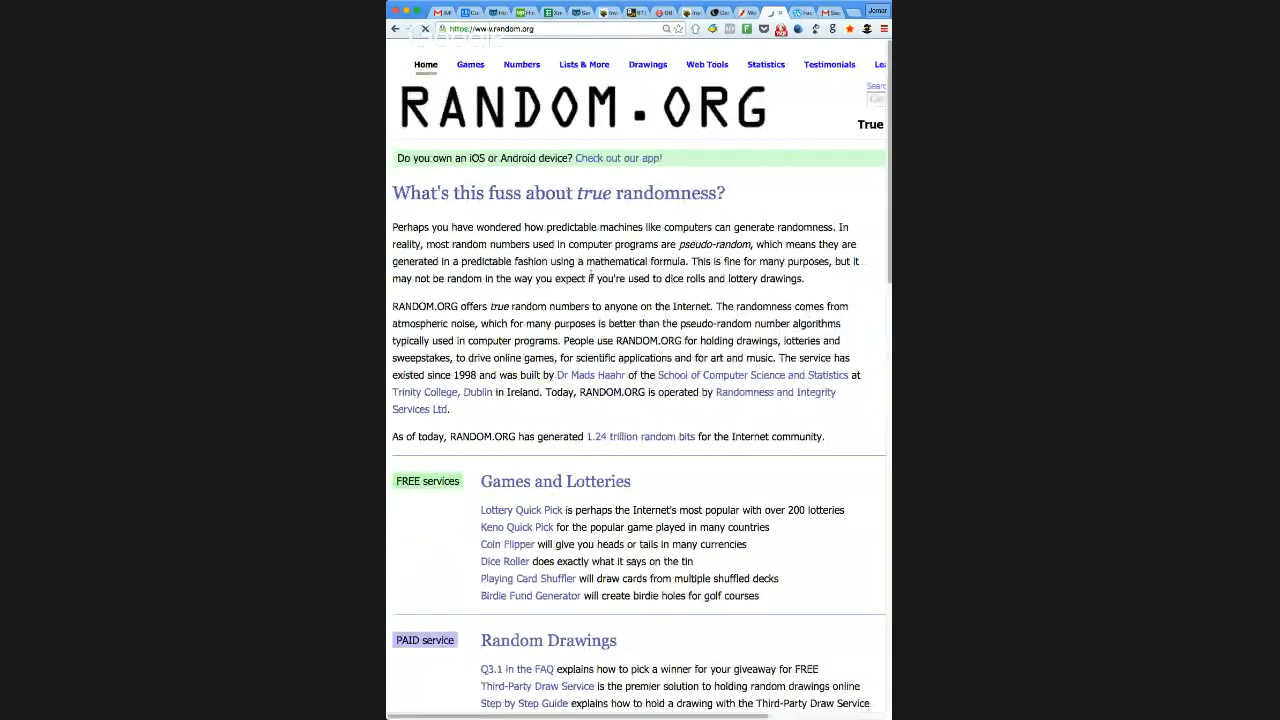 Jomar
https://www.random.org
Home Games Numbers Lists & More Drawings Web Tools Statistics Testimonials
RANDOM.ORG
True
Do you own an iOS or Android device? Check out our app!
What's this fuss about true randomness?
Perhaps you have wondered how predictable machines like computers can generate randomness. In
reality, most random numbers used in computer programs are pseudo-random, which means they are
generated in a predictable fashion using a mathematical formula. This is fine for many purposes, but it
may not be random in the way you expect if you're used to dice rolls and lottery drawings.
RANDOM.ORG offers true random numbers to anyone on the Internet. The randomness comes from
atmospheric noise, which for many purposes is better than the pseudo-random number algorithms
typically used in computer programs. People use RANDOM.ORG for holding drawings, lotteries and
sweepstakes, to drive online games, for scientific applications and for art and music. The service has
existed since 1998 and was built by Dr Mads Haahr of the School of Computer Science and Statistics at
Trinity College, Dublin in Ireland. Today, RANDOM.ORG is operated by Randomness and Integrity
Services Ltd.
As of today, RANDOM.ORG has generated 1.24 trillion random bits for the Internet community.
FREE services
Games and Lotteries
Lottery Quick Pick is perhaps the Internet's most popular with over 200 lotteries
Keno Quick Pick for the popular game played in many countries
Coin Flipper will give you heads or tails in many currencies
Dice Roller does exactly what it says on the tin
Playing Card Shuffler will draw cards from multiple shuffled decks
Birdie Fund Generator will create birdie holes for golf courses
PAID service
Random Drawings
Q3.1 in the FAQ explains how to pick a winner for your giveaway for FREE
Third-Party Draw Service is the premier solution to holding random drawings online
Step by Step Guide explains how to hold a drawing with the Third-Party Draw Service